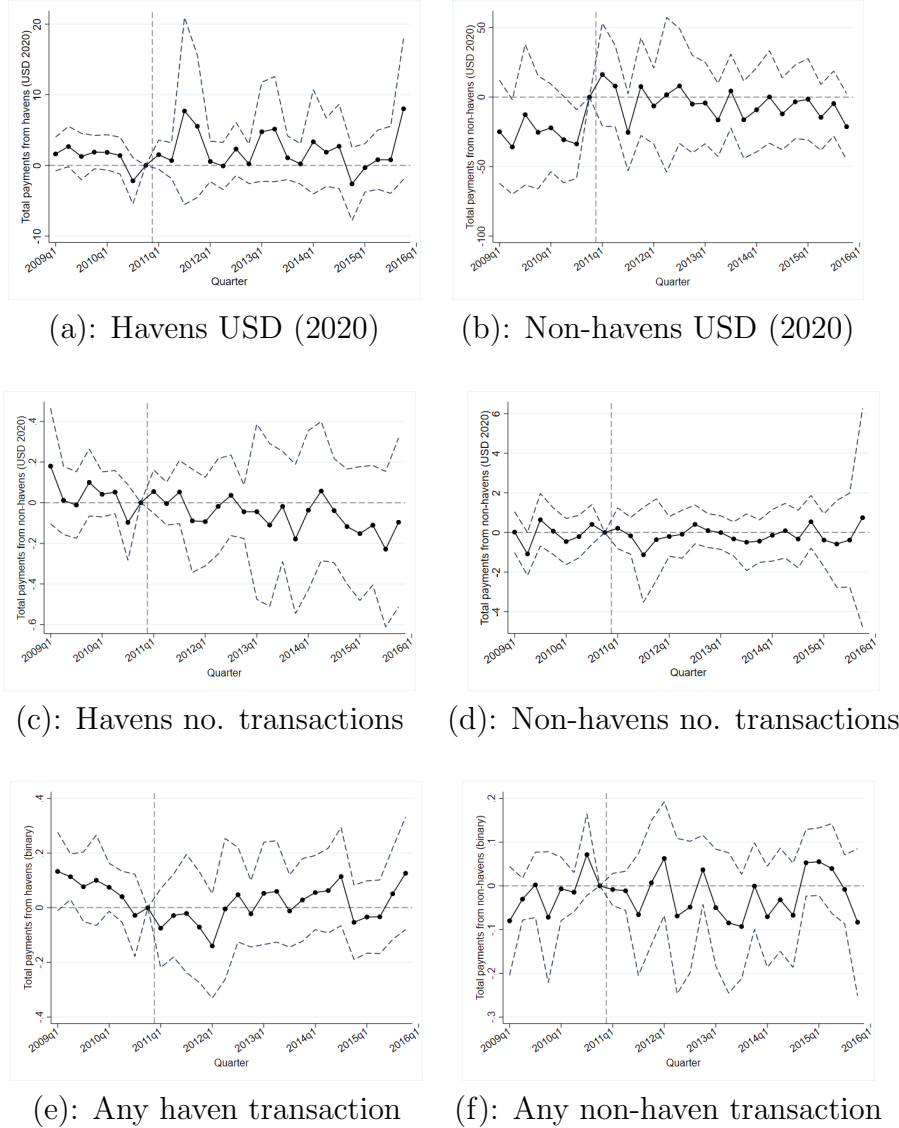 Total payments from havens (USD 2020)
20
10
0
-10
2009q1 2010q1 2011q1 2012q1 2013q1 2014q1 2015q1 2016q1
Quarter
(a): Havens USD (2020)
Total payments from non-havens (USD 2020)
50
0
-50
-100
2009q1 2010q1 2011q1 2012q1 2013q1 2014q1 2015q1 2016q1
Quarter
(b): Non-havens USD (2020)
Total payments from non-havens (USD 2020)
.4
.2
0
-.2
-.4
-.6
2009q1 2010q1 2011q1 2012q1 2013q1 2014q1 2015q1 2016q1
Quarter
(c): Havens no. transactions
Total payments from non-havens (USD 2020)
6
4
2
0
-2
-4
2009q1 2010q1 2011q1 2012q1 2013q1 2014q1 2015q1 2016q1
Quarter
(d): Non-havens no. transactions
Total payments from havens (binary)
.4
.2
0
-.2
-.4
2009q1 2010q1 2011q1 2012q1 2013q1 2014q1 2015q1 2016q1
Quarter
(e): Any haven transaction
Total payments from non-havens (binary)
.2
.1
0
-.1
-.2
-.3
2009q1 2010q1 2011q1 2012q1 2013q1 2014q1 2015q1 2016q1
Quarter
(f): Any non-haven transaction